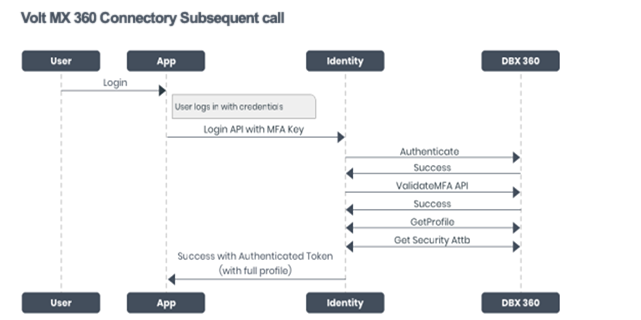 Volt MX 360 Connectory Subsequent call
User
App
Identity
DBX 360
Login
User logs in with credentials
Login API with MFA Key
Authenticate
Success
ValidateMFA API
Success
GetProfile
Get Security Attb
Success with Authenticated Token
(with full profile)
User
App
Identity
DBX 360